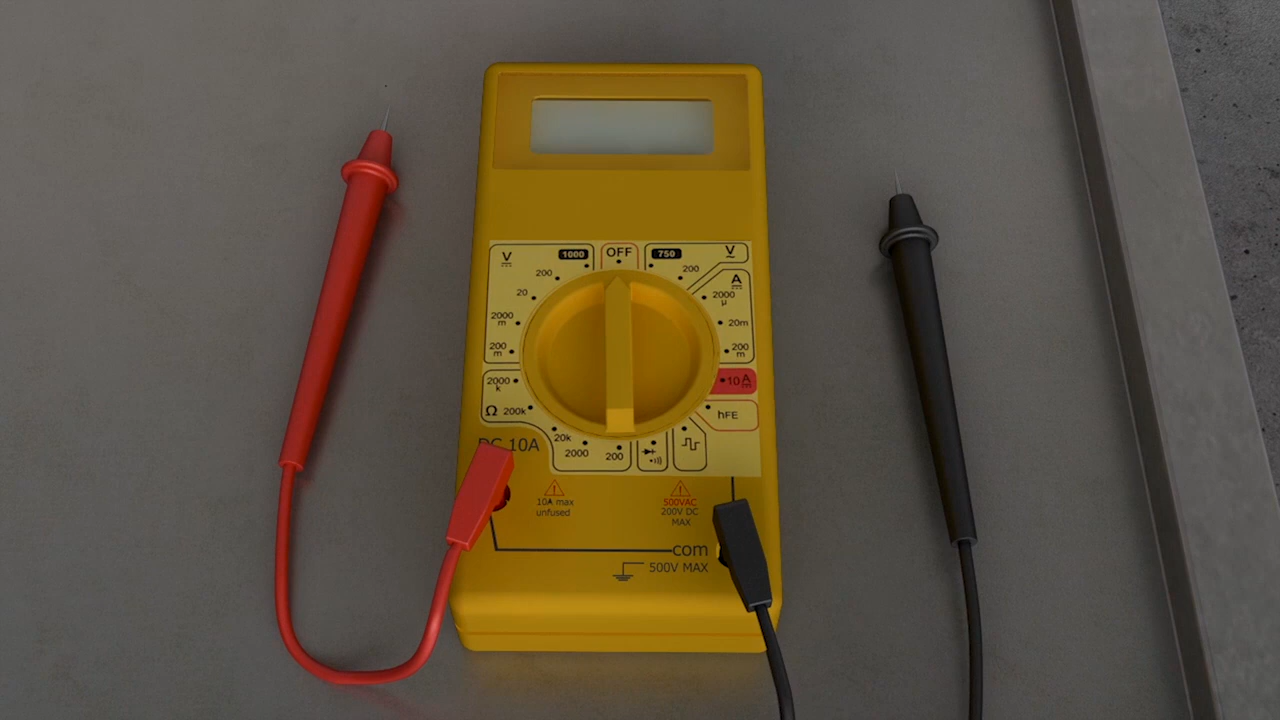 V 1000 OFF 750 V
200 200
A
20 2000
µ
2000
m 20m
200
m 200
m
2000
k 10 A
Ω 200k hFE
20k
2000 200
DC 10A
10A max
unfused
500VAC
200V DC
MAX
com
500V MAX